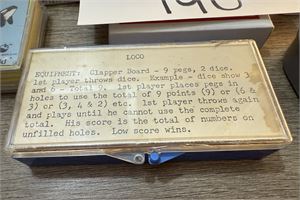 190
LOCO
EQUIPMENT: Clapper Board - 9 pegs, 2 dice.
1st player throws dice. Example - dice show 3
and 6 - Total 9. 1st player places pegs in
holes to use the total of 9 points (9) or (6 &
3) or (3, 4 & 2) etc. 1st player throws again
and plays until he cannot use the complete
total. His score is the total of numbers on
unfilled holes. Low score wins.